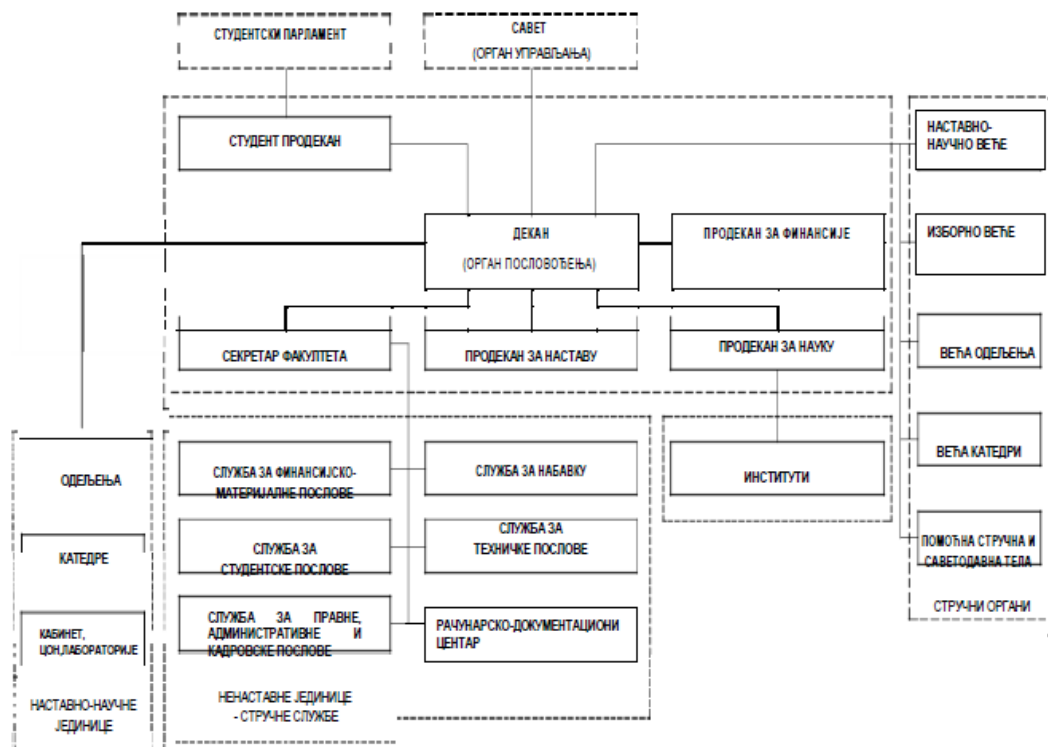 СТУДЕНТСКИ ПАРЛАМЕНТ
САВЕТ
(ОРГАН УПРАВЉАЊА)
СТУДЕНТ ПРОДЕКАН
НАСТАВНО-
НАУЧНО ВЕЋЕ
ДЕКАН
(ОРГАН ПОСЛОВОЂЕЊА)
ПРОДЕКАН ЗА ФИНАНСИЈЕ
ИЗБОРНО ВЕЋЕ
СЕКРЕТАР ФАКУЛТЕТА
ПРОДЕКАН ЗА НАСТАВУ
ПРОДЕКАН ЗА НАУКУ
ВЕЋА ОДЕЉЕЊА
ОДЕЉЕЊА
СЛУЖБА ЗА ФИНАНСИЈСКО-
МАТЕРИЈАЛНЕ ПОСЛОВЕ
СЛУЖБА ЗА НАБАВКУ
ИНСТИТУТИ
ВЕЋА КАТЕДРИ
КАТЕДРЕ
СЛУЖБА ЗА
СТУДЕНТСКЕ ПОСЛОВЕ
СЛУЖБА ЗА
ТЕХНИЧКЕ ПОСЛОВЕ
ПОМОЋНА СТРУЧНА И
САВЕТОДАВНА ТЕЛА
СТРУЧНИ ОРГАНИ
КАБИНЕТ,
ЦОН,ЛАБОРАТОРИЈЕ
СЛУЖБА ЗА ПРАВНЕ,
АДМИНИСТРАТИВНЕ И
КАДРОВСКЕ ПОСЛОВЕ
РАЧУНАРСКО-ДОКУМЕНТАЦИОНИ
ЦЕНТАР
НАСТАВНО-НАУЧНЕ
ЈЕДИНИЦЕ
НЕНАСТАВНЕ ЈЕДИНИЦЕ
- СТРУЧНЕ СЛУЖБЕ